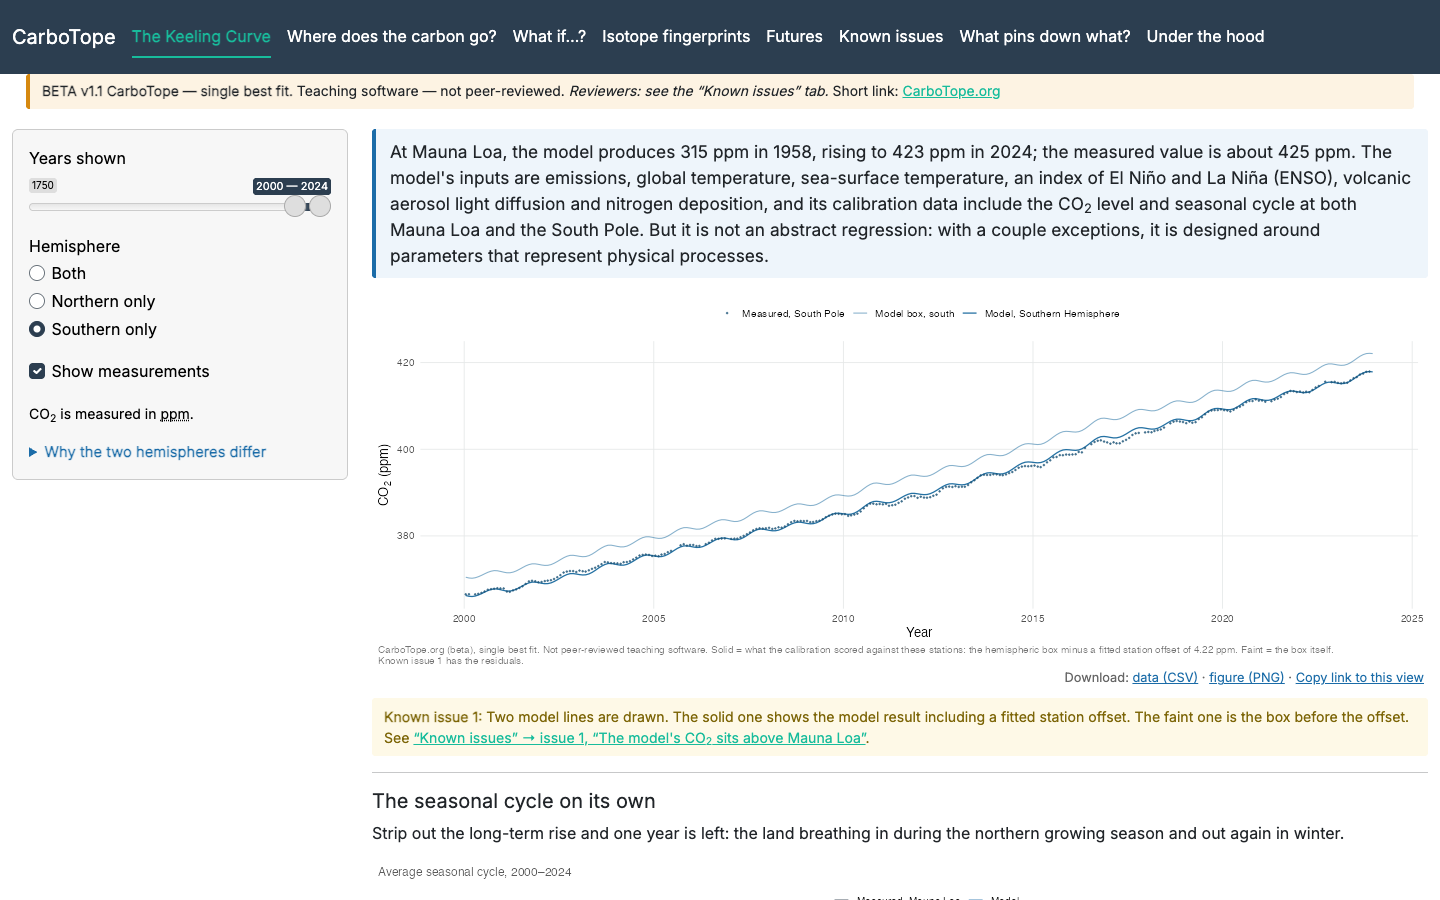 CarboTope The Keeling Curve Where does the carbon go? What if...? Isotope fingerprints Futures Known issues What pins down what? Under the hood
BETA v1.1 CarboTope — single best fit. Teaching software — not peer-reviewed. Reviewers: see the “Known issues” tab. Short link: CarboTope.org
Years shown
1750 2000 — 2024
Hemisphere
Both
Northern only
Southern only
Show measurements
CO2 is measured in ppm.
Why the two hemispheres differ
At Mauna Loa, the model produces 315 ppm in 1958, rising to 423 ppm in 2024; the measured value is about 425 ppm. The
model's inputs are emissions, global temperature, sea-surface temperature, an index of El Niño and La Niña (ENSO), volcanic
aerosol light diffusion and nitrogen deposition, and its calibration data include the CO2 level and seasonal cycle at both
Mauna Loa and the South Pole. But it is not an abstract regression: with a couple exceptions, it is designed around
parameters that represent physical processes.
Measured, South Pole Model box, south Model, Southern Hemisphere
420
400
380
CO2 (ppm)
2000 2005 2010 2015 2020 2025
Year
CarboTope.org (beta), single best fit. Not peer-reviewed teaching software. Solid = what the calibration scored against these stations: the hemispheric box minus a fitted station offset of 4.22 ppm. Faint = the box itself.
Known issue 1 has the residuals.
Download: data (CSV) · figure (PNG) · Copy link to this view
Known issue 1: Two model lines are drawn. The solid one shows the model result including a fitted station offset. The faint one is the box before the offset.
See “Known issues” → issue 1, “The model's CO2 sits above Mauna Loa”.
The seasonal cycle on its own
Strip out the long-term rise and one year is left: the land breathing in during the northern growing season and out again in winter.
Average seasonal cycle, 2000–2024
Measured, Mauna Loa Model